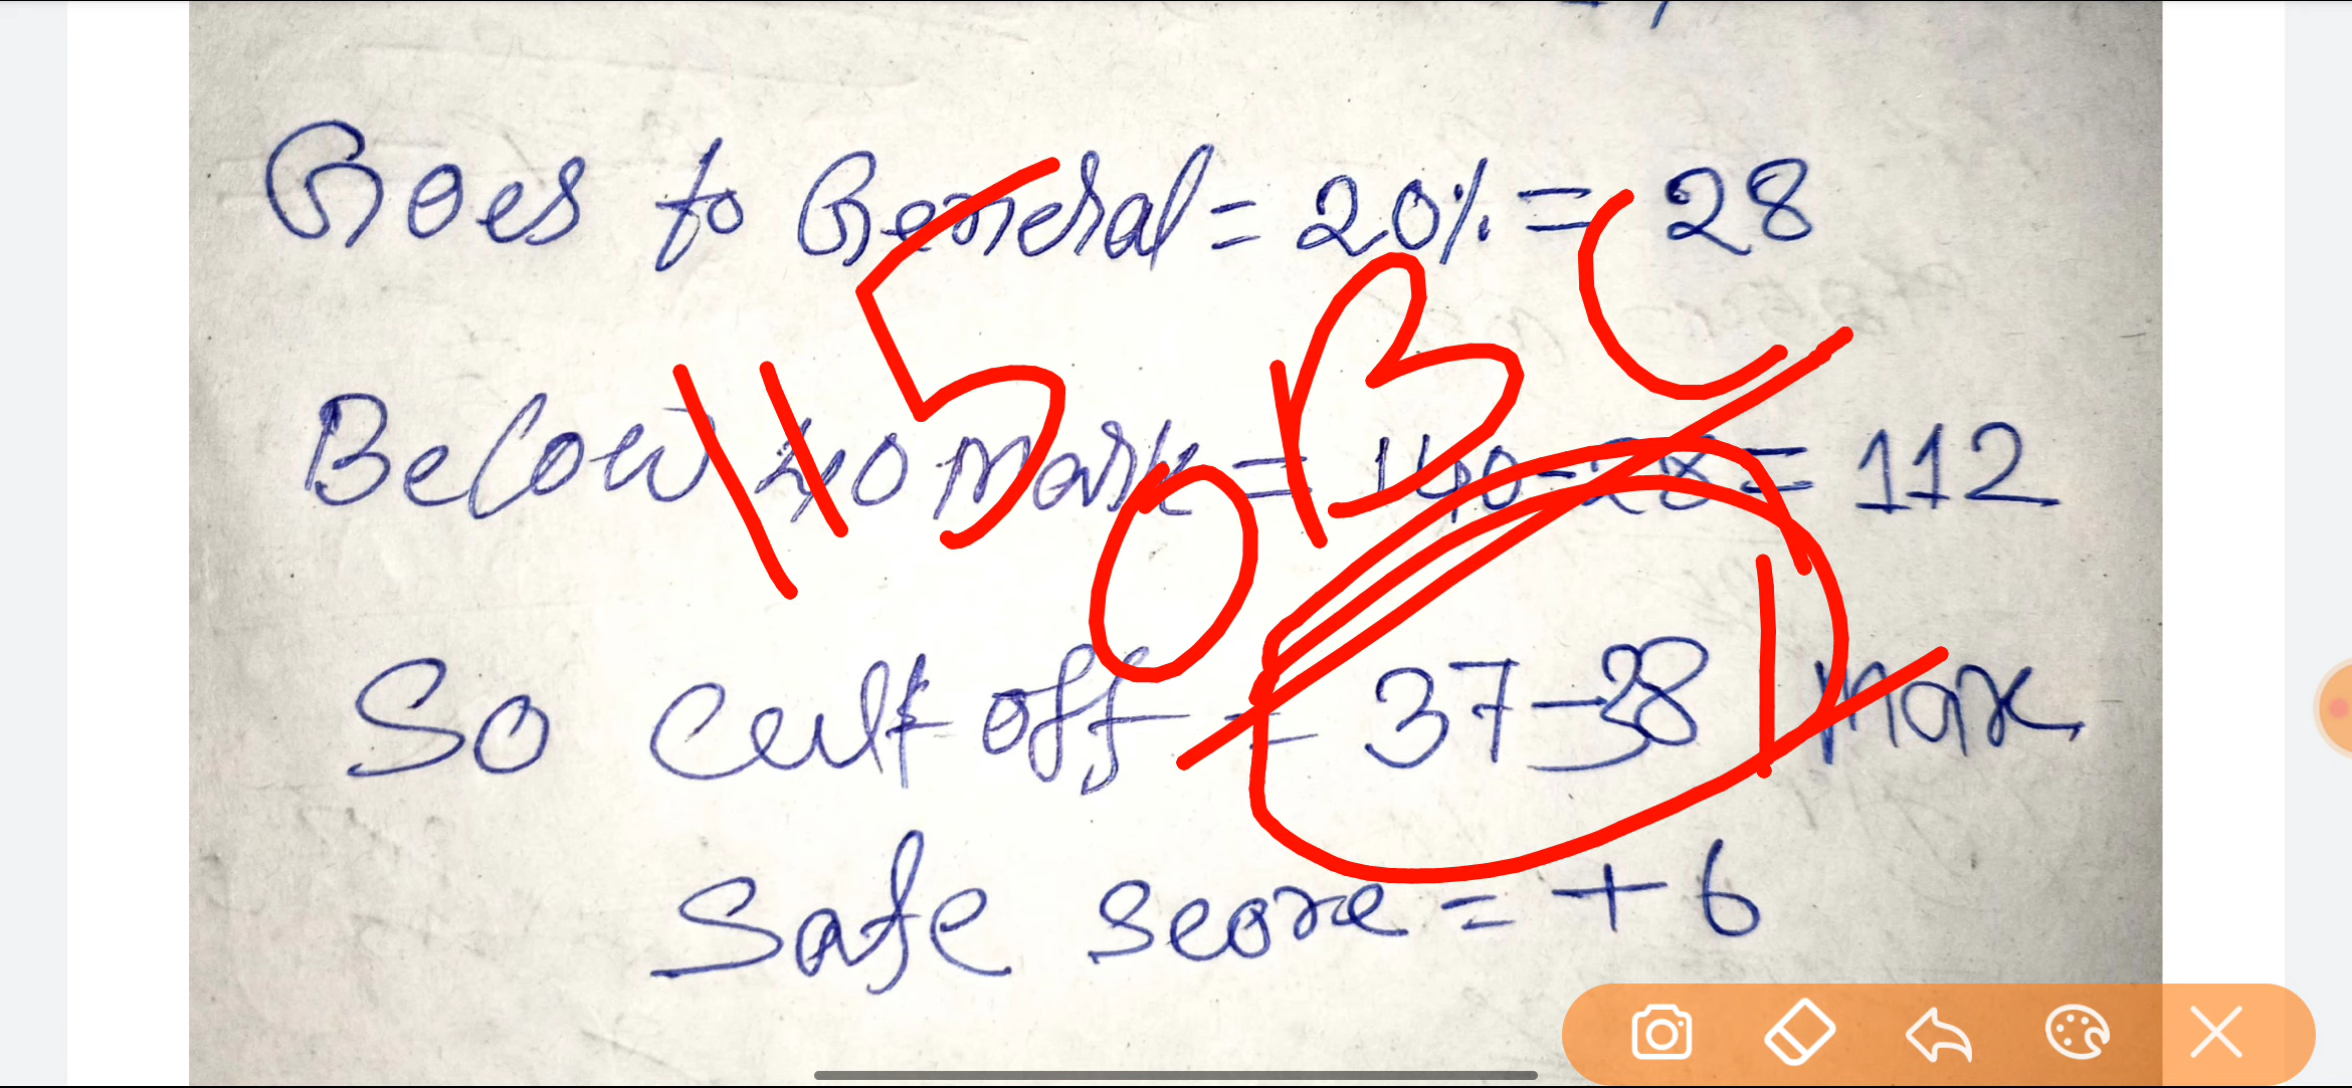 Goes to General = 20% = 28
115
OBC
Below 40 mark = 140-28 = 112
So cutt off = 37-38 max
Safe score = +6